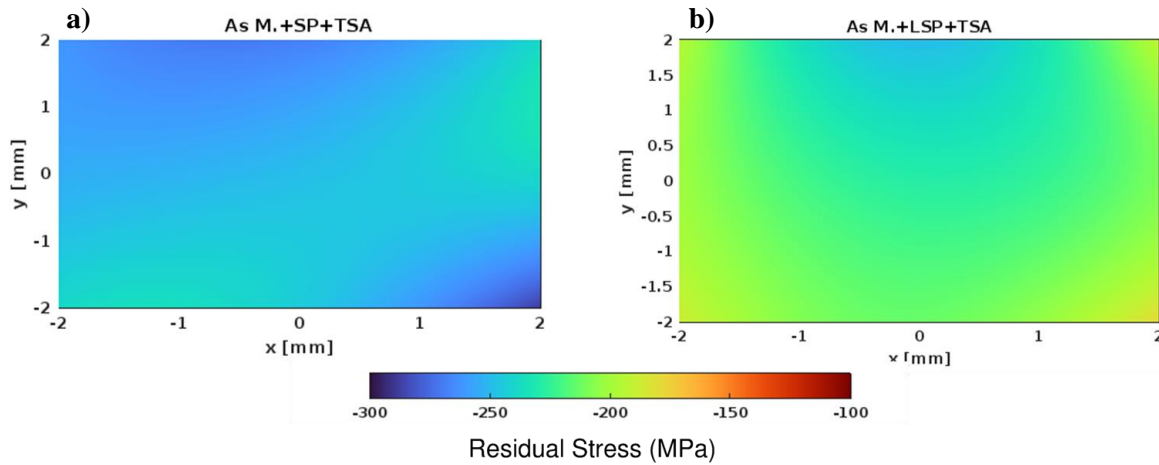 a)
As M.+SP+TSA
2
1
0
-1
-2
y [mm]
-2 -1 0 1 2
x [mm]
b)
As M.+LSP+TSA
2
1.5
1
0.5
0
-0.5
-1
-1.5
-2
y [mm]
-2 -1 0 1 2
x [mm]
-300 -250 -200 -150 -100
Residual Stress (MPa)